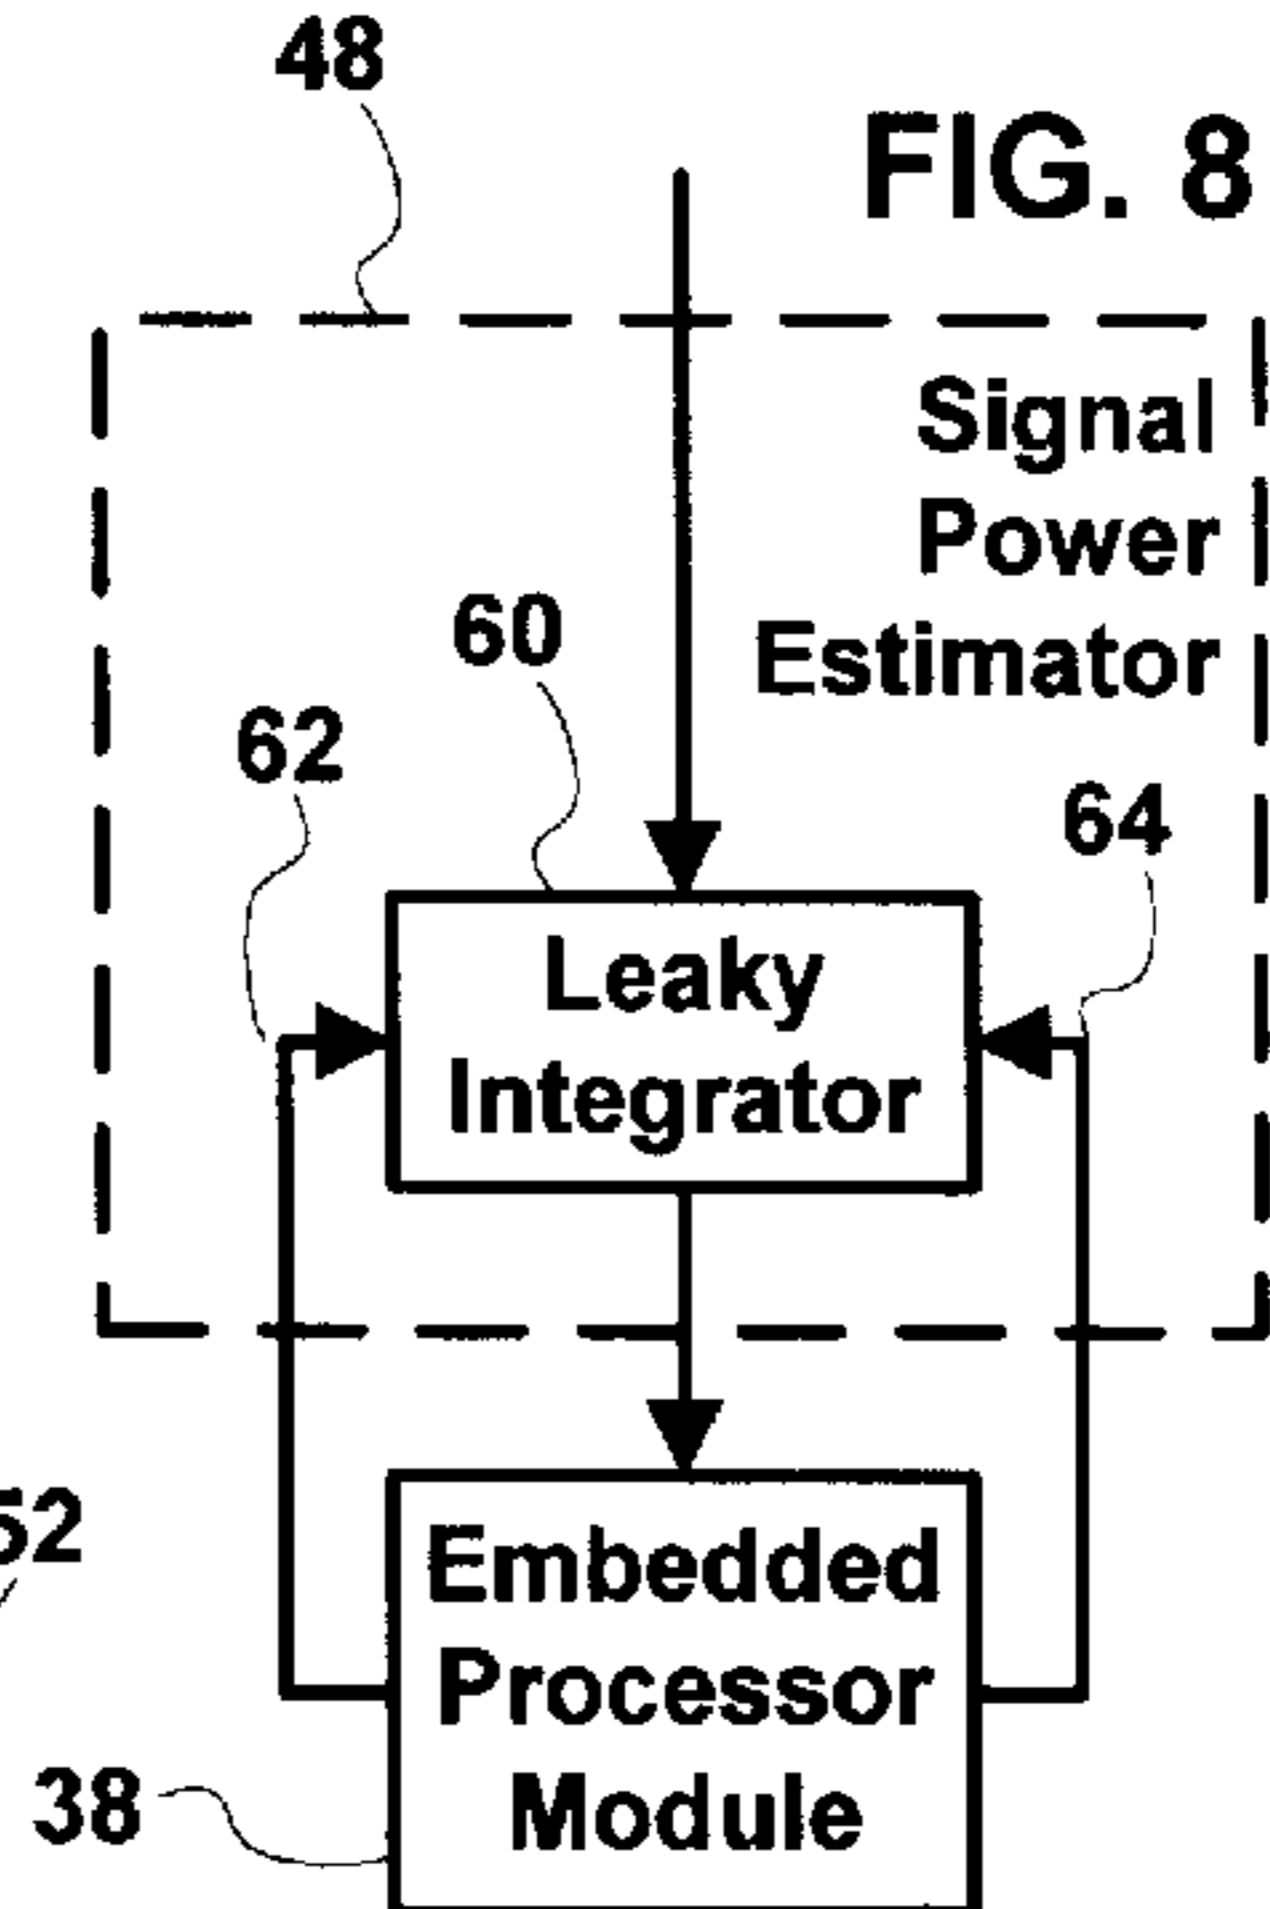 48
FIG. 8
Signal
Power
Estimator
60
62
64
Leaky
Integrator
52
Embedded
Processor
Module
38